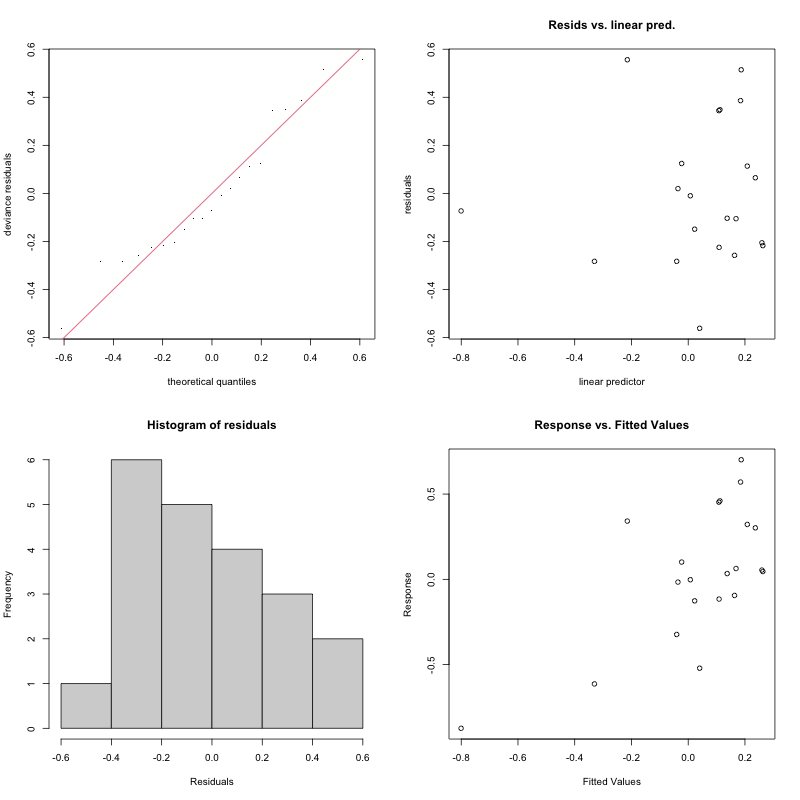 deviance residuals
0.6
0.4
0.2
0.0
-0.2
-0.4
-0.6
-0.6 -0.4 -0.2 0.0 0.2 0.4 0.6
theoretical quantiles
Resids vs. linear pred.
residuals
0.6
0.4
0.2
0.0
-0.2
-0.4
-0.6
-0.8 -0.6 -0.4 -0.2 0.0 0.2
linear predictor
Histogram of residuals
Frequency
6
5
4
3
2
1
0
-0.6 -0.4 -0.2 0.0 0.2 0.4 0.6
Residuals
Response vs. Fitted Values
Response
0.5
0.0
-0.5
-0.8 -0.6 -0.4 -0.2 0.0 0.2
Fitted Values